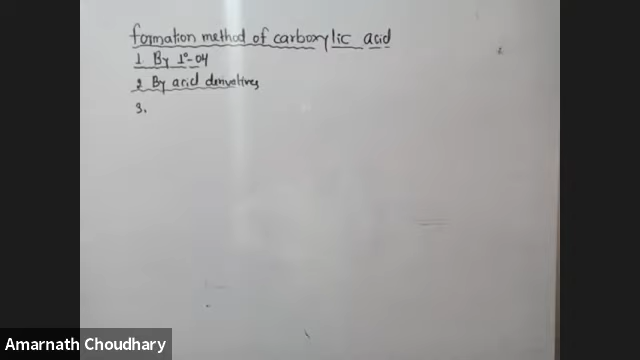 formation method of carboxylic acid
1. By 1°-OH
2. By acid derivatives
3.
Amarnath Choudhary